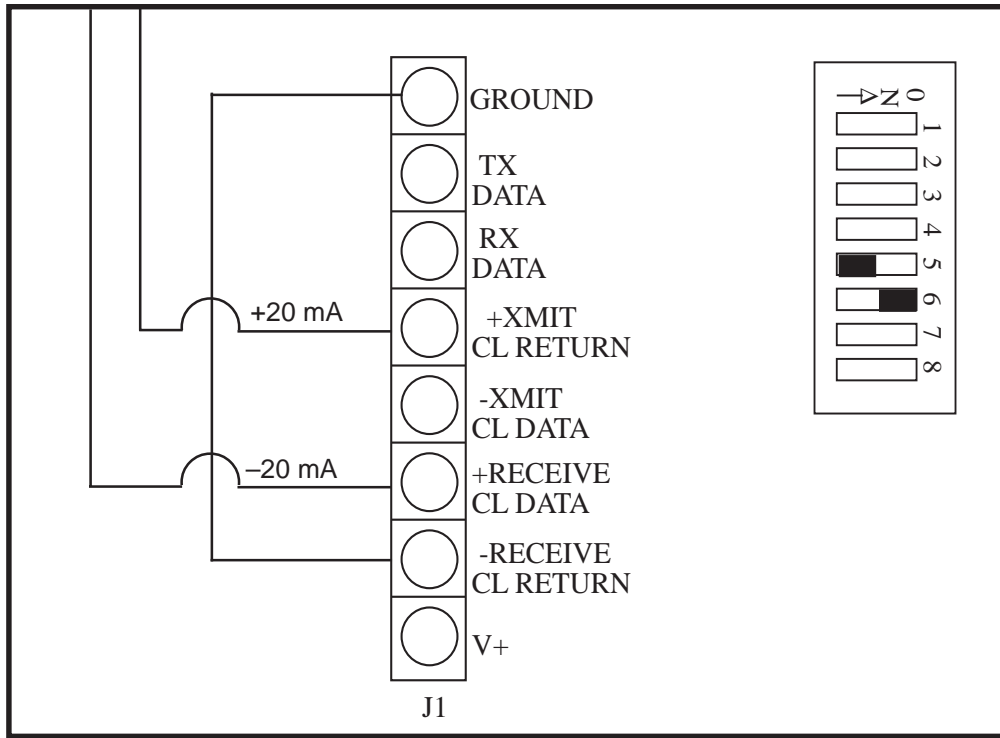 GROUND
TX
DATA
RX
DATA
+20 mA
+XMIT
CL RETURN
-XMIT
CL DATA
–20 mA
+RECEIVE
CL DATA
-RECEIVE
CL RETURN
V+
J1
0
N
1
2
3
4
5
6
7
8